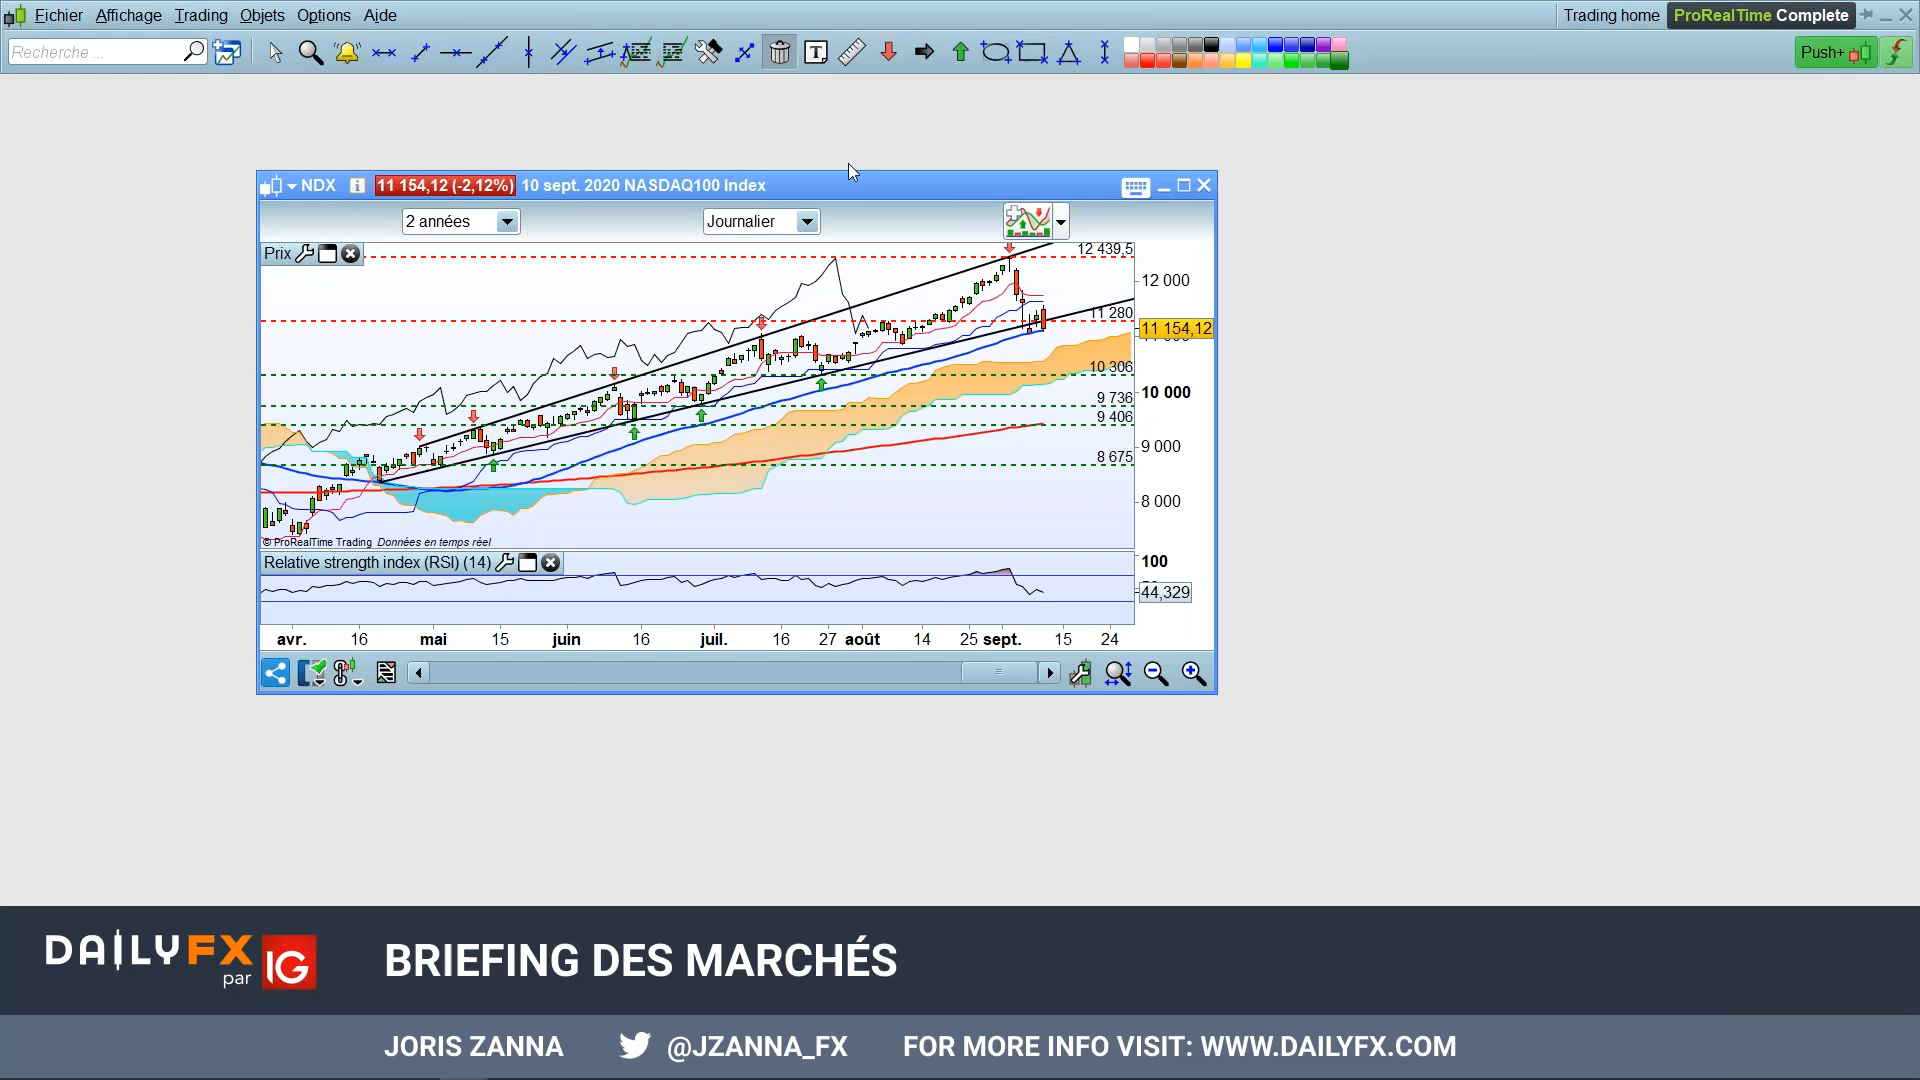 Fichier Affichage Trading Objets Options Aide
Trading home ProRealTime Complete
Recherche ...
T
Push+
NDX i 11 154,12 (-2,12%) 10 sept. 2020 NASDAQ100 Index
2 années Journalier
Prix
12 439,5
12 000
11 280
11 154,12
10 306
10 000
9 736
9 406
9 000
8 675
8 000
© ProRealTime Trading Données en temps réel
Relative strength index (RSI) (14)
100
44,329
avr. 16 mai 15 juin 16 juil. 16 27 août 14 25 sept. 15 24
DAILYFX par IG
BRIEFING DES MARCHÉS
JORIS ZANNA @JZANNA_FX FOR MORE INFO VISIT: WWW.DAILYFX.COM